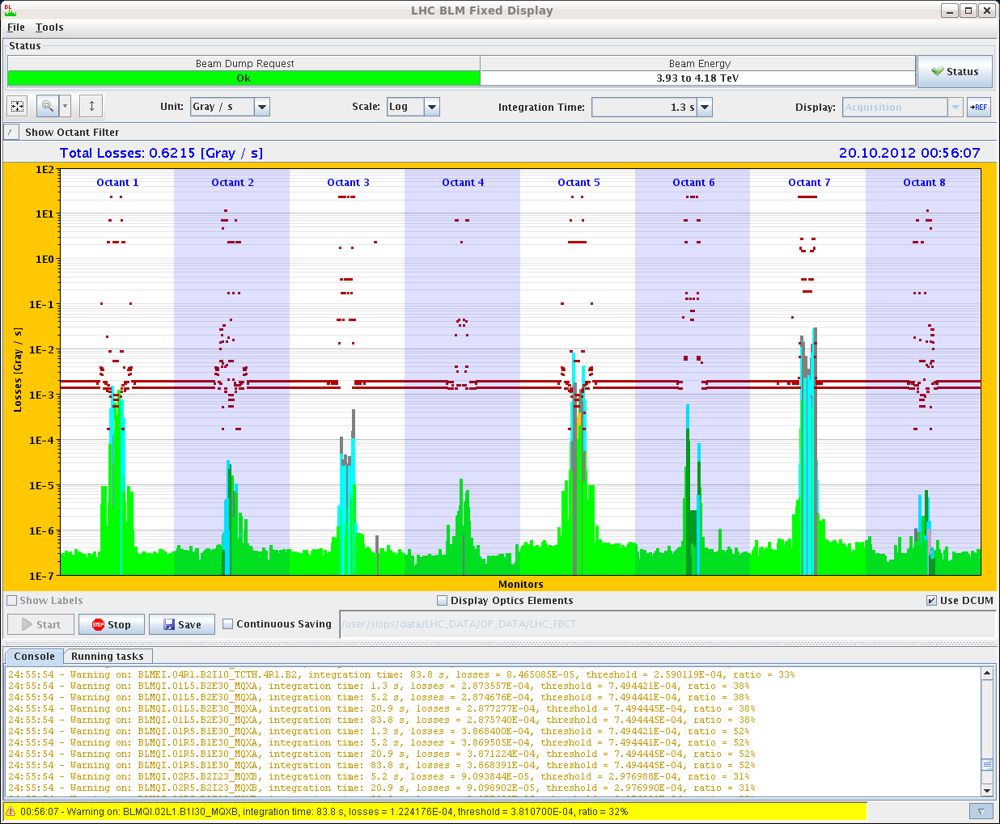 BL
LHC BLM Fixed Display
File Tools
Status
Beam Dump Request Beam Energy
Ok 3.93 to 4.18 TeV
Status
Unit: Gray / s Scale: Log Integration Time: 1.3 s Display: Acquisition REF
Show Octant Filter
Total Losses: 0.6215 [Gray / s] 20.10.2012 00:56:07
Octant 1 Octant 2 Octant 3 Octant 4 Octant 5 Octant 6 Octant 7 Octant 8
1E2
1E1
1E0
1E-1
1E-2
1E-3
1E-4
1E-5
1E-6
1E-7
Losses [Gray / s]
Monitors
Show Labels Display Optics Elements Use DCUM
Start STOP Stop Save Continuous Saving /user/slops/data/LHC_DATA/OP_DATA/LHC_FBCT
Console Running tasks
24:55:54 - Warning on: BLMEI.04R1.B2I10_TCTH.4R1.B2, integration time: 83.8 s, losses = 8.465085E-05, threshold = 2.590119E-04, ratio = 33%
24:55:54 - Warning on: BLMQI.01L5.B2E30_MQXA, integration time: 1.3 s, losses = 2.873557E-04, threshold = 7.494421E-04, ratio = 38%
24:55:54 - Warning on: BLMQI.01L5.B2E30_MQXA, integration time: 5.2 s, losses = 2.874676E-04, threshold = 7.494441E-04, ratio = 38%
24:55:54 - Warning on: BLMQI.01L5.B2E30_MQXA, integration time: 20.9 s, losses = 2.877277E-04, threshold = 7.494445E-04, ratio = 38%
24:55:54 - Warning on: BLMQI.01L5.B2E30_MQXA, integration time: 83.8 s, losses = 2.875740E-04, threshold = 7.494445E-04, ratio = 38%
24:55:54 - Warning on: BLMQI.01R5.B1E30_MQXA, integration time: 1.3 s, losses = 3.868400E-04, threshold = 7.494421E-04, ratio = 52%
24:55:54 - Warning on: BLMQI.01R5.B1E30_MQXA, integration time: 5.2 s, losses = 3.869505E-04, threshold = 7.494441E-04, ratio = 52%
24:55:54 - Warning on: BLMQI.01R5.B1E30_MQXA, integration time: 20.9 s, losses = 3.871224E-04, threshold = 7.494445E-04, ratio = 52%
24:55:54 - Warning on: BLMQI.01R5.B1E30_MQXA, integration time: 83.8 s, losses = 3.868391E-04, threshold = 7.494445E-04, ratio = 52%
24:55:54 - Warning on: BLMQI.02R5.B2I23_MQXB, integration time: 5.2 s, losses = 9.093844E-05, threshold = 2.976988E-04, ratio = 31%
24:55:54 - Warning on: BLMQI.02R5.B2I23_MQXB, integration time: 20.9 s, losses = 9.098902E-05, threshold = 2.976990E-04, ratio = 31%
00:56:07 - Warning on: BLMQI.02L1.B1I30_MQXB, integration time: 83.8 s, losses = 1.224176E-04, threshold = 3.810700E-04, ratio = 32%